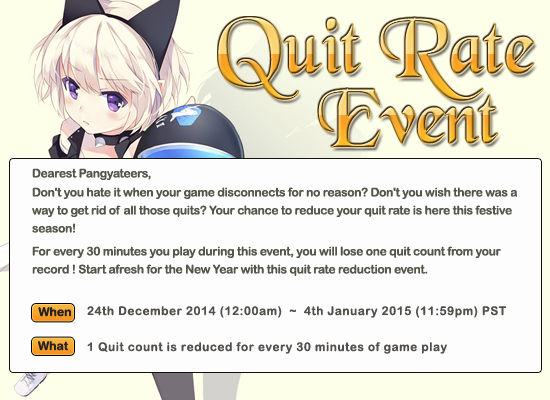 Quit Rate
Event
Dearest Pangyateers,
Don't you hate it when your game disconnects for no reason? Don't you wish there was a
way to get rid of all those quits? Your chance to reduce your quit rate is here this festive
season!
For every 30 minutes you play during this event, you will lose one quit count from your
record ! Start afresh for the New Year with this quit rate reduction event.
When 24th December 2014 (12:00am) ~ 4th January 2015 (11:59pm) PST
What 1 Quit count is reduced for every 30 minutes of game play